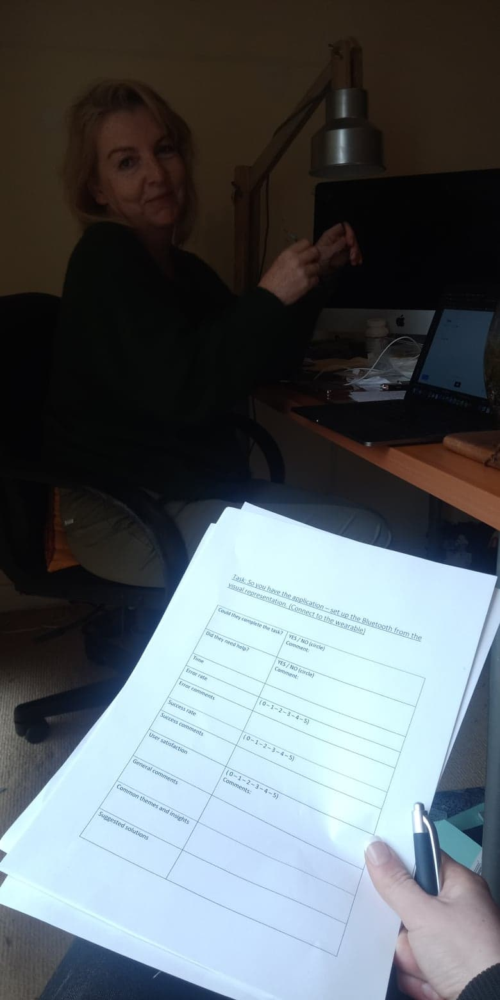 Task: So you have the application – set up the Bluetooth from the
visual representation. (Connect to the wearable)
Could they complete the task?
YES / NO (circle)
Comment:
Did they need help?
YES / NO (circle)
Comment:
Time
Error rate
(0–1–2–3–4–5)
Error comments
Success rate
(0–1–2–3–4–5)
Success comments
User satisfaction
(0–1–2–3–4–5)
Comments:
General comments
Common themes and insights
Suggested solutions